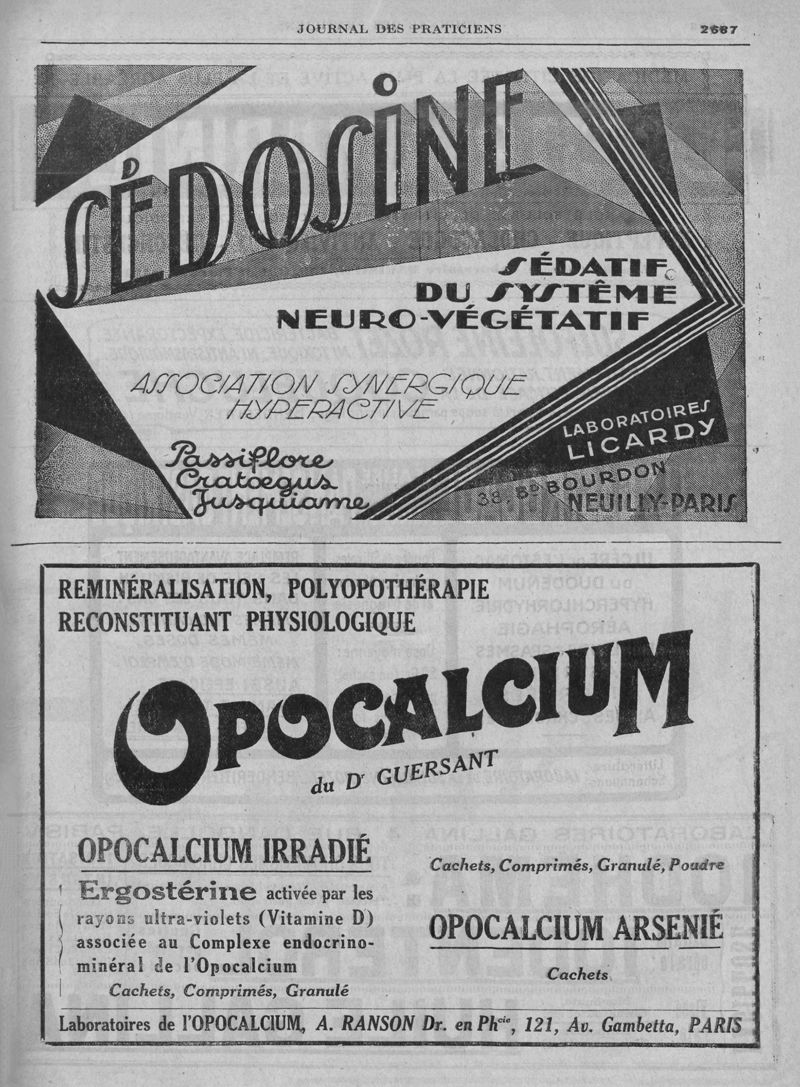 JOURNAL DES PRATICIENS 2667
SÉDOSINE
SÉDATIF
DU SYSTÈME
NEURO-VÉGÉTATIF
ASSOCIATION SYNERGIQUE
HYPERACTIVE
Passiflore
Cratœgus
Jusquiame
LABORATOIRES
LICARDY
38, Bd BOURDON
NEUILLY-PARIS
REMINÉRALISATION, POLYOPOTHÉRAPIE
RECONSTITUANT PHYSIOLOGIQUE
OPOCALCIUM
du Dr GUERSANT
OPOCALCIUM IRRADIÉ
Ergostérine activée par les
rayons ultra-violets (Vitamine D)
associée au Complexe endocrino-
minéral de l'Opocalcium
Cachets, Comprimés, Granulé
Cachets, Comprimés, Granulé, Poudre
OPOCALCIUM ARSENIÉ
Cachets
Laboratoires de l'OPOCALCIUM, A. RANSON Dr. en Phcie, 121, Av. Gambetta, PARIS